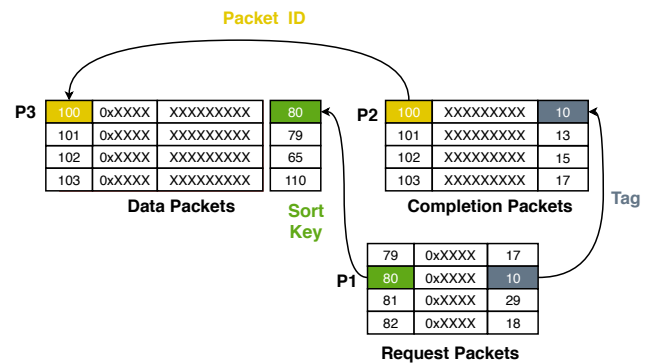 Packet ID
P3 100 0xXXXX XXXXXXXXX 80 P2 100 XXXXXXXXX 10
101 0xXXXX XXXXXXXXX 79 101 XXXXXXXXX 13
102 0xXXXX XXXXXXXXX 65 102 XXXXXXXXX 15
103 0xXXXX XXXXXXXXX 110 103 XXXXXXXXX 17
Data Packets
Sort
Key
Completion Packets
Tag
79 0xXXXX 17
P1 80 0xXXXX 10
81 0xXXXX 29
82 0xXXXX 18
Request Packets